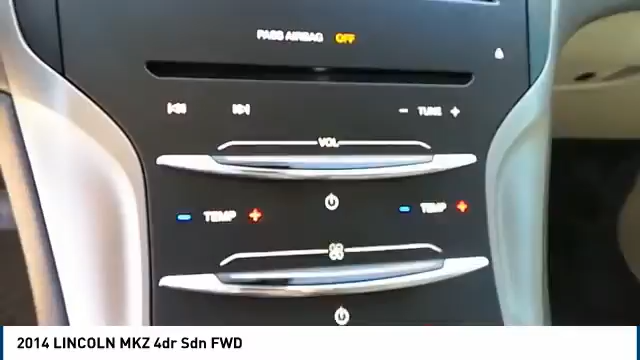 PASS AIRBAG OFF
- TUNE +
VOL
- TEMP + - TEMP +
2014 LINCOLN MKZ 4dr Sdn FWD